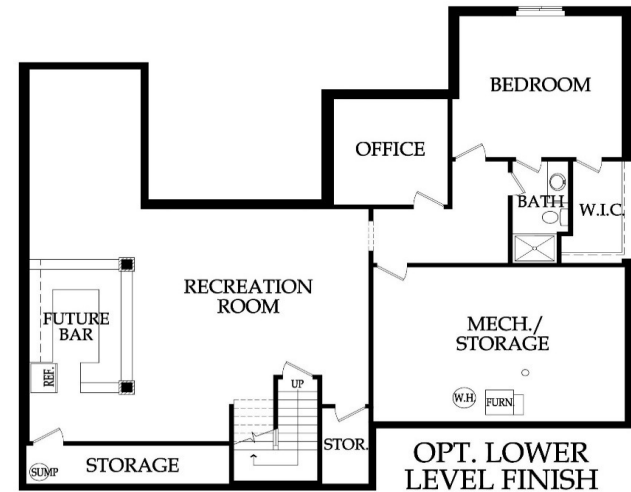 BEDROOM
OFFICE
BATH
W.I.C.
RECREATION
ROOM
FUTURE
BAR
MECH./
STORAGE
REF.
UP
W.H
FURN.
STOR.
STORAGE
SUMP
OPT. LOWER
LEVEL FINISH